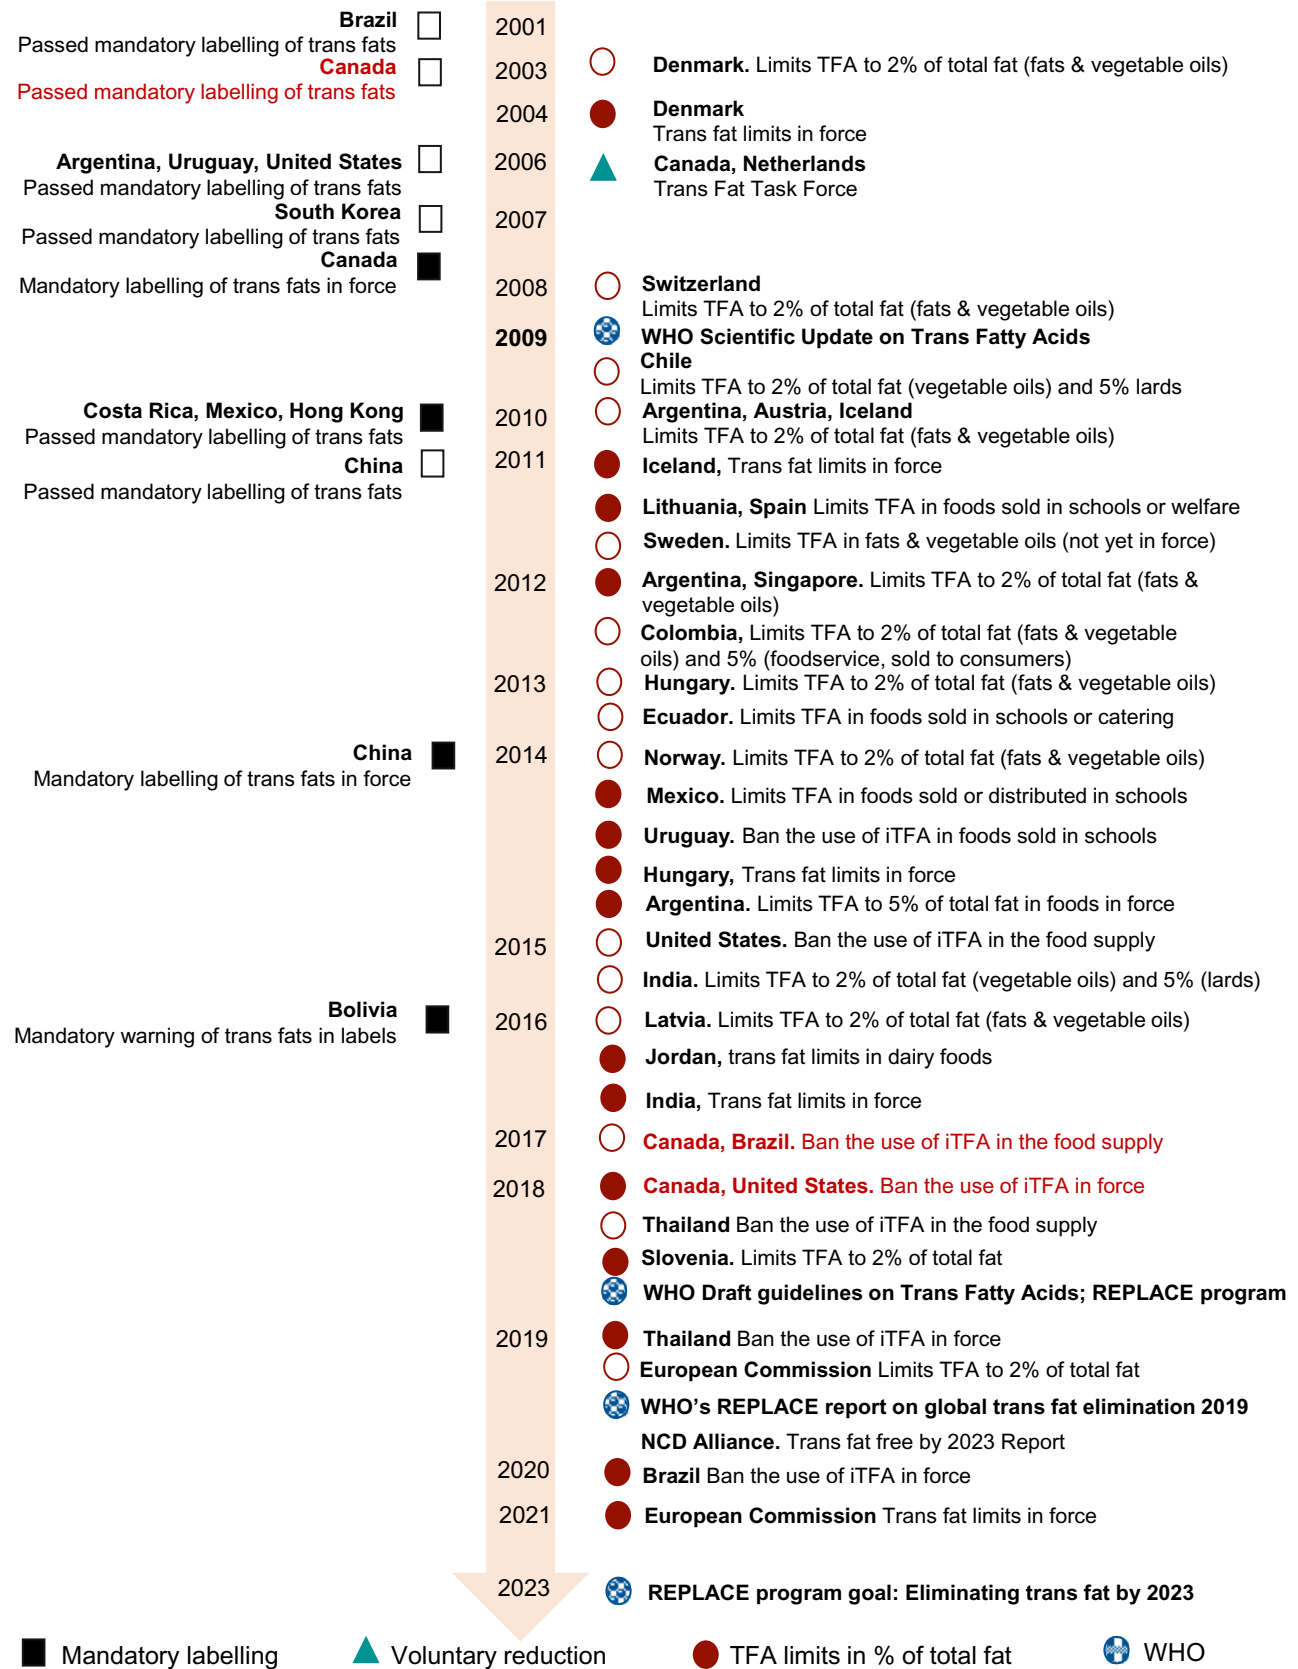 Brazil
Passed mandatory labelling of trans fats
2001
Canada
Passed mandatory labelling of trans fats
2003
Denmark. Limits TFA to 2% of total fat (fats & vegetable oils)
2004
Denmark
Trans fat limits in force
Argentina, Uruguay, United States
Passed mandatory labelling of trans fats
2006
Canada, Netherlands
Trans Fat Task Force
South Korea
Passed mandatory labelling of trans fats
2007
Canada
Mandatory labelling of trans fats in force
2008
Switzerland
Limits TFA to 2% of total fat (fats & vegetable oils)
2009
WHO Scientific Update on Trans Fatty Acids
Chile
Limits TFA to 2% of total fat (vegetable oils) and 5% lards
Costa Rica, Mexico, Hong Kong
Passed mandatory labelling of trans fats
2010
Argentina, Austria, Iceland
Limits TFA to 2% of total fat (fats & vegetable oils)
China
Passed mandatory labelling of trans fats
2011
Iceland, Trans fat limits in force
Lithuania, Spain Limits TFA in foods sold in schools or welfare
Sweden. Limits TFA in fats & vegetable oils (not yet in force)
2012
Argentina, Singapore. Limits TFA to 2% of total fat (fats &
vegetable oils)
Colombia, Limits TFA to 2% of total fat (fats & vegetable
oils) and 5% (foodservice, sold to consumers)
2013
Hungary. Limits TFA to 2% of total fat (fats & vegetable oils)
Ecuador. Limits TFA in foods sold in schools or catering
China
Mandatory labelling of trans fats in force
2014
Norway. Limits TFA to 2% of total fat (fats & vegetable oils)
Mexico. Limits TFA in foods sold or distributed in schools
Uruguay. Ban the use of iTFA in foods sold in schools
Hungary, Trans fat limits in force
Argentina. Limits TFA to 5% of total fat in foods in force
2015
United States. Ban the use of iTFA in the food supply
India. Limits TFA to 2% of total fat (vegetable oils) and 5% (lards)
Bolivia
Mandatory warning of trans fats in labels
2016
Latvia. Limits TFA to 2% of total fat (fats & vegetable oils)
Jordan, trans fat limits in dairy foods
India, Trans fat limits in force
2017
Canada, Brazil. Ban the use of iTFA in the food supply
2018
Canada, United States. Ban the use of iTFA in force
Thailand Ban the use of iTFA in the food supply
Slovenia. Limits TFA to 2% of total fat
WHO Draft guidelines on Trans Fatty Acids; REPLACE program
2019
Thailand Ban the use of iTFA in force
European Commission Limits TFA to 2% of total fat
WHO's REPLACE report on global trans fat elimination 2019
NCD Alliance. Trans fat free by 2023 Report
2020
Brazil Ban the use of iTFA in force
2021
European Commission Trans fat limits in force
2023
REPLACE program goal: Eliminating trans fat by 2023
Mandatory labelling
Voluntary reduction
TFA limits in % of total fat
WHO